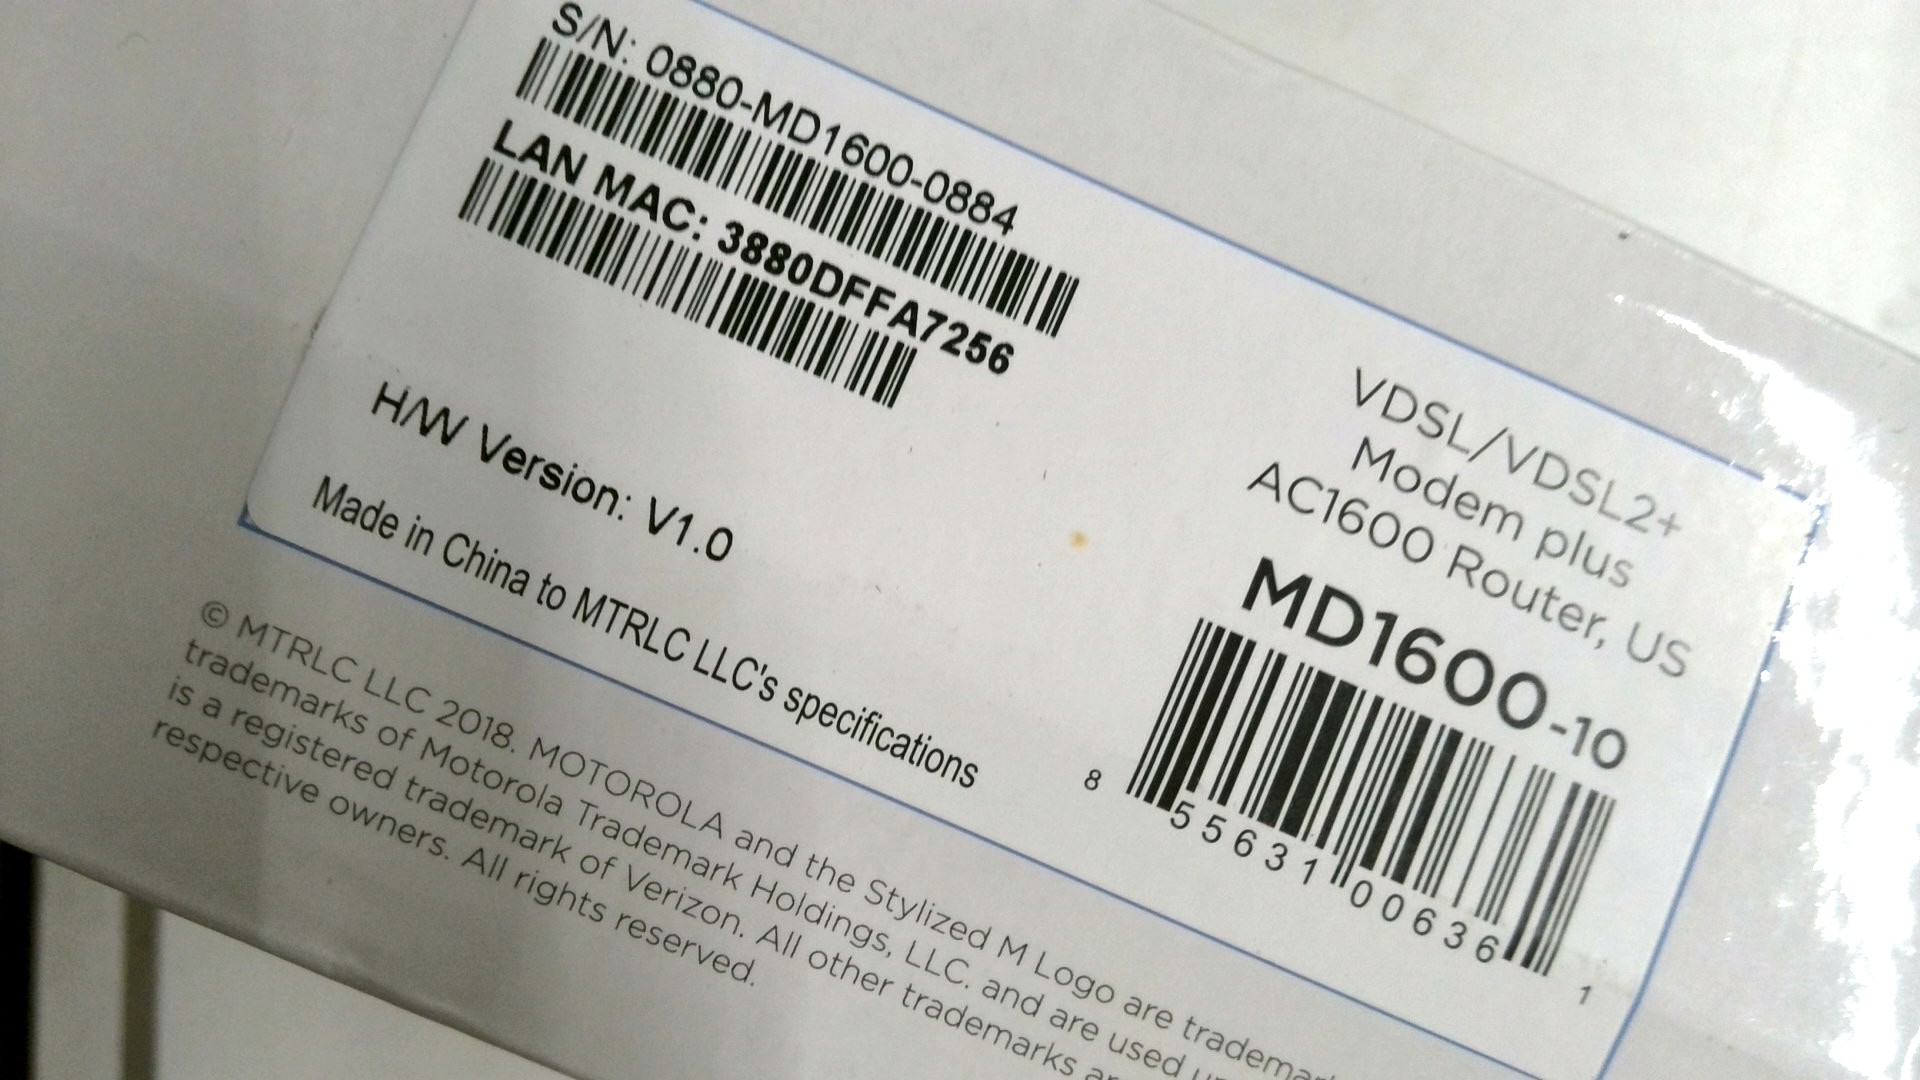 S/N: 0880-MD1600-0884
LAN MAC: 3880DFFA7256
H/W Version: V1.0
Made in China to MTRLC LLC's specifications
VDSL/VDSL2+
Modem plus
AC1600 Router, US
MD1600-10
8 55631 00636 1
© MTRLC LLC 2018. MOTOROLA and the Stylized M Logo are
trademarks of Motorola Trademark Holdings, LLC. and are used
is a registered trademark of Verizon. All other trademarks
respective owners. All rights reserved.